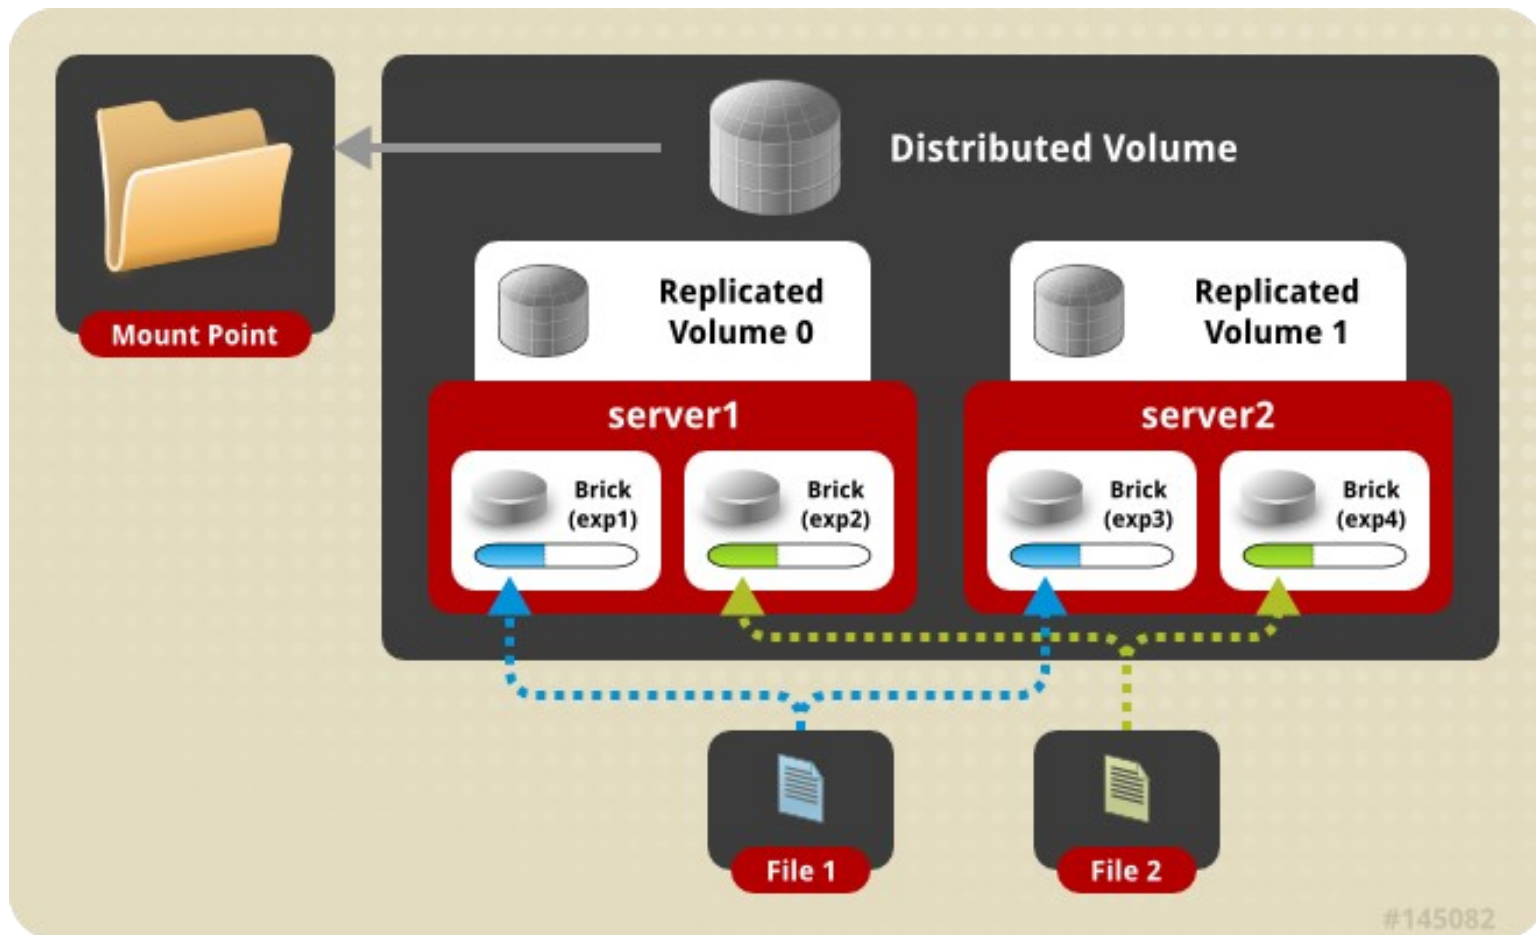 Distributed Volume
Mount Point
Replicated
Volume 0
Replicated
Volume 1
server1
server2
Brick
(exp1)
Brick
(exp2)
Brick
(exp3)
Brick
(exp4)
File 1
File 2
#145082